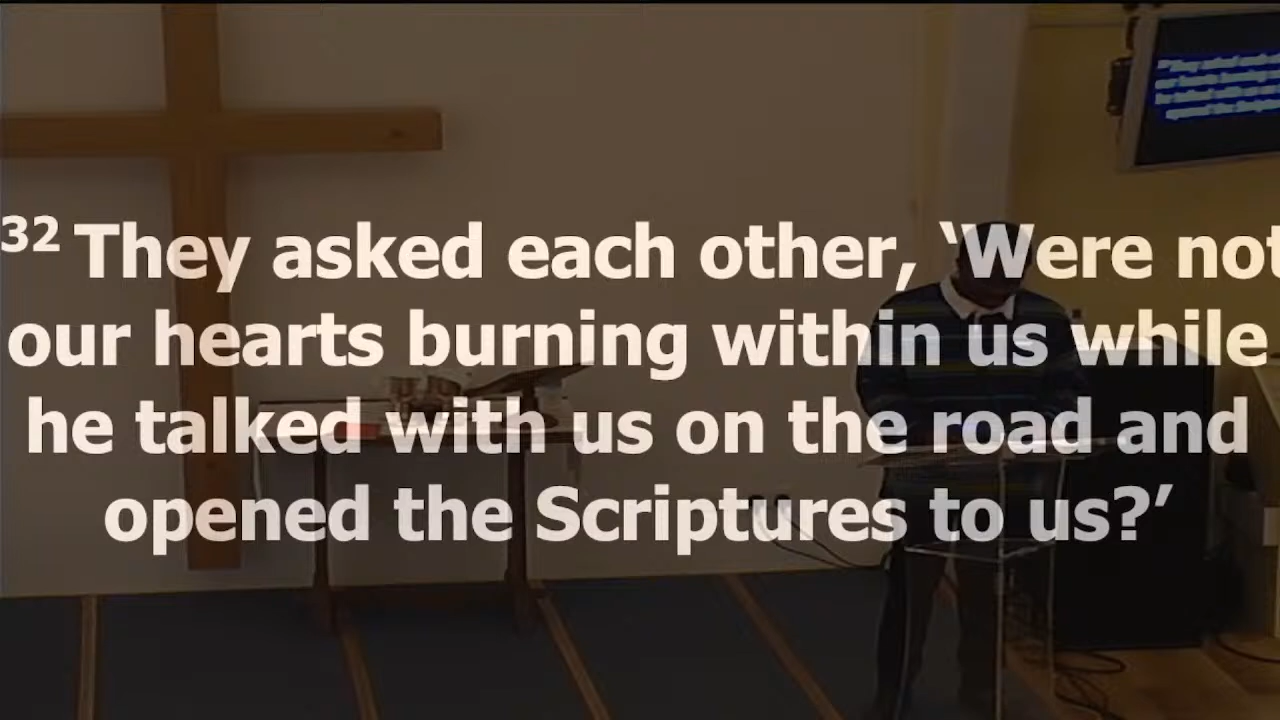 32 They asked each other, ‘Were not
our hearts burning within us while
he talked with us on the road and
opened the Scriptures to us?’